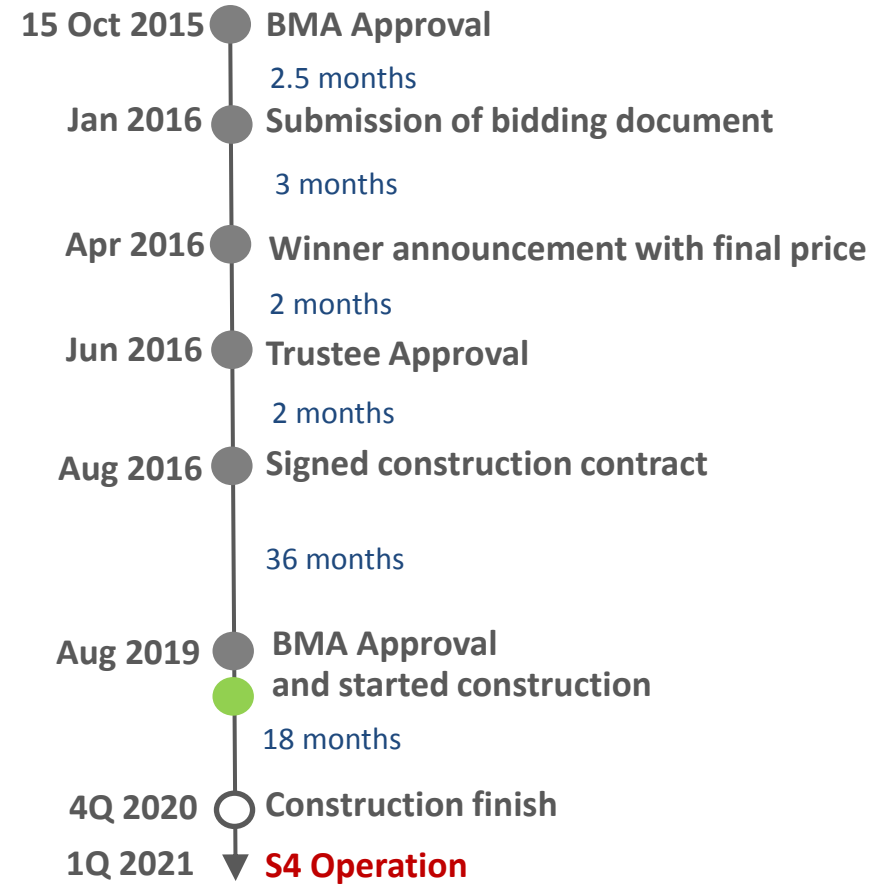 15 Oct 2015 BMA Approval
2.5 months
Jan 2016 Submission of bidding document
3 months
Apr 2016 Winner announcement with final price
2 months
Jun 2016 Trustee Approval
2 months
Aug 2016 Signed construction contract
36 months
Aug 2019 BMA Approval
and started construction
18 months
4Q 2020 Construction finish
1Q 2021 S4 Operation